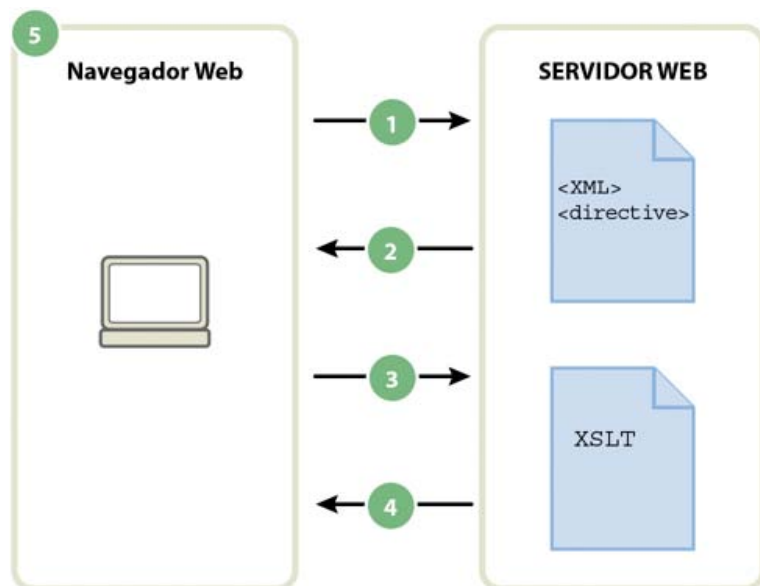 5
Navegador Web
SERVIDOR WEB
1
<XML>
<directive>
2
3
XSLT
4